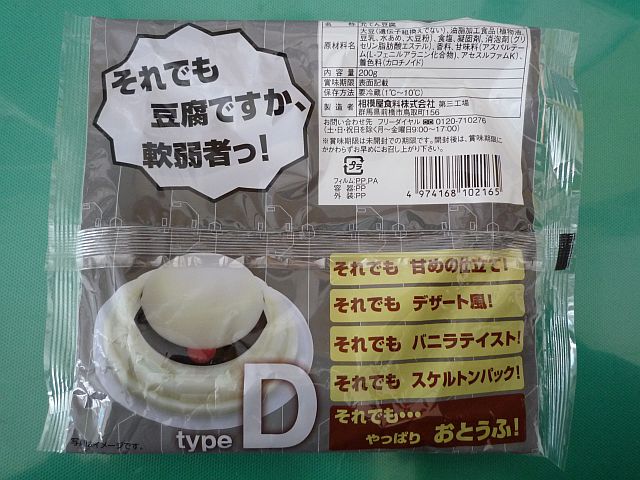 それでも
豆腐ですか、
軟弱者っ!
名 称 充てん豆腐
原材料名 大豆(遺伝子組換えでない)、油脂加工食品(植物油、
豆乳、水あめ、大豆粉)、食塩、凝固剤、消泡剤(グリ
セリン脂肪酸エステル)、香料、甘味料(アスパルテー
ム(L-フェニルアラニン化合物)、アセスルファムK)、
着色料(カロチノイド)
内 容 量 200g
賞味期限 表面記載
保存方法 要冷蔵(1℃~10℃)
製 造 者 相模屋食料株式会社 第三工場
群馬県前橋市鳥取町156
お問い合わせ先 フリーダイヤル 0120-710276
(土・日・祝日を除く月~金曜日9:00~17:00)
※賞味期限は未開封での期限です。開封後は、賞味期限に
かかわらずお早めにお召し上がり下さい。
プラ
フィルム:PP,PA
容 器:PP
外 装:PP
4 974168 102165
それでも 甘めの仕立て!
それでも デザート風!
それでも バニラテイスト!
それでも スケルトンパック!
それでも…
やっぱり おとうふ!
type D
写真はイメージです。